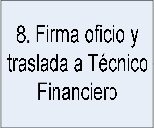 8. Firma oficio y
traslada a Técnico
Financiero